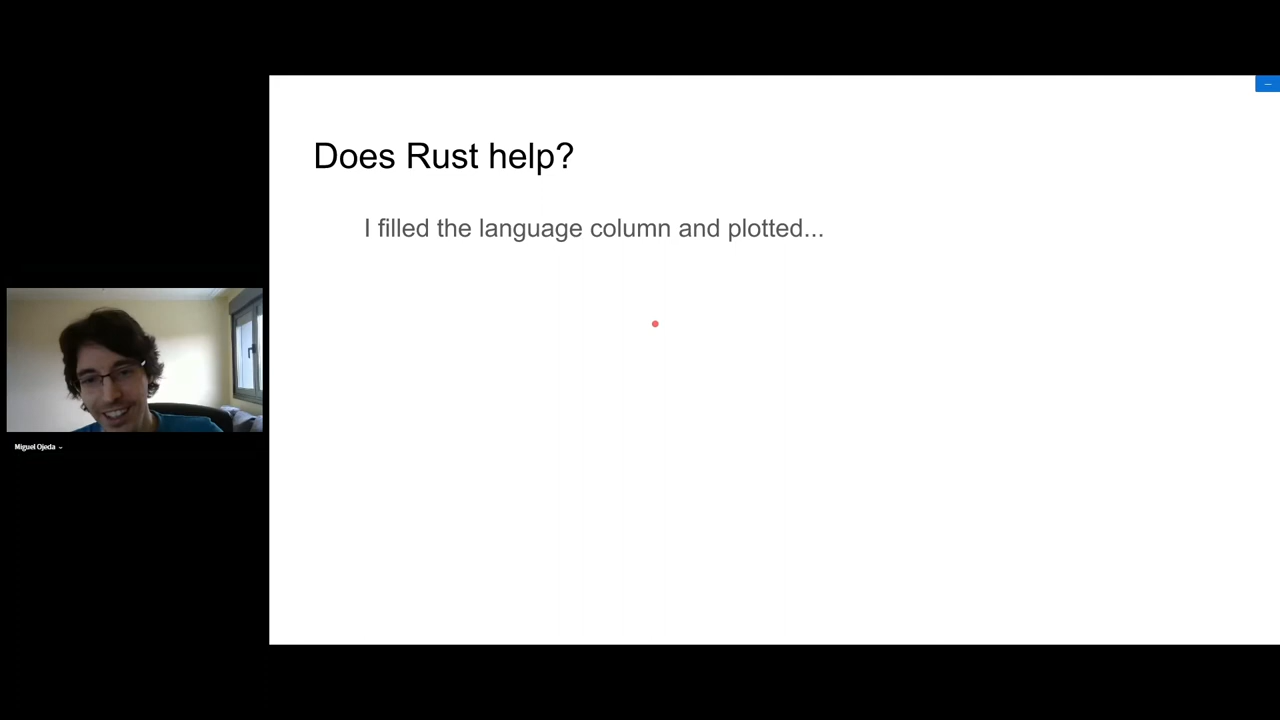 Does Rust help?
I filled the language column and plotted...
Miguel Ojeda